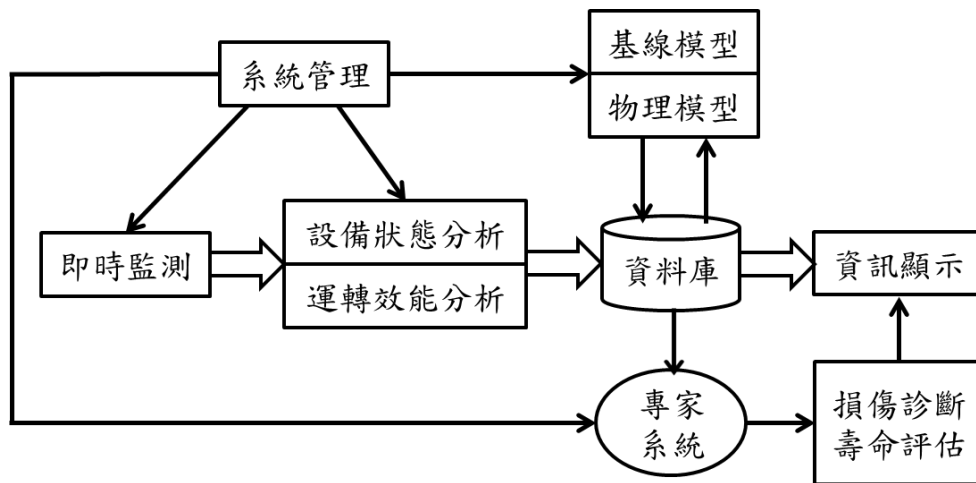 系統管理
基線模型
物理模型
即時監測
設備狀態分析
運轉效能分析
資料庫
資訊顯示
專家
系統
損傷診斷
壽命評估